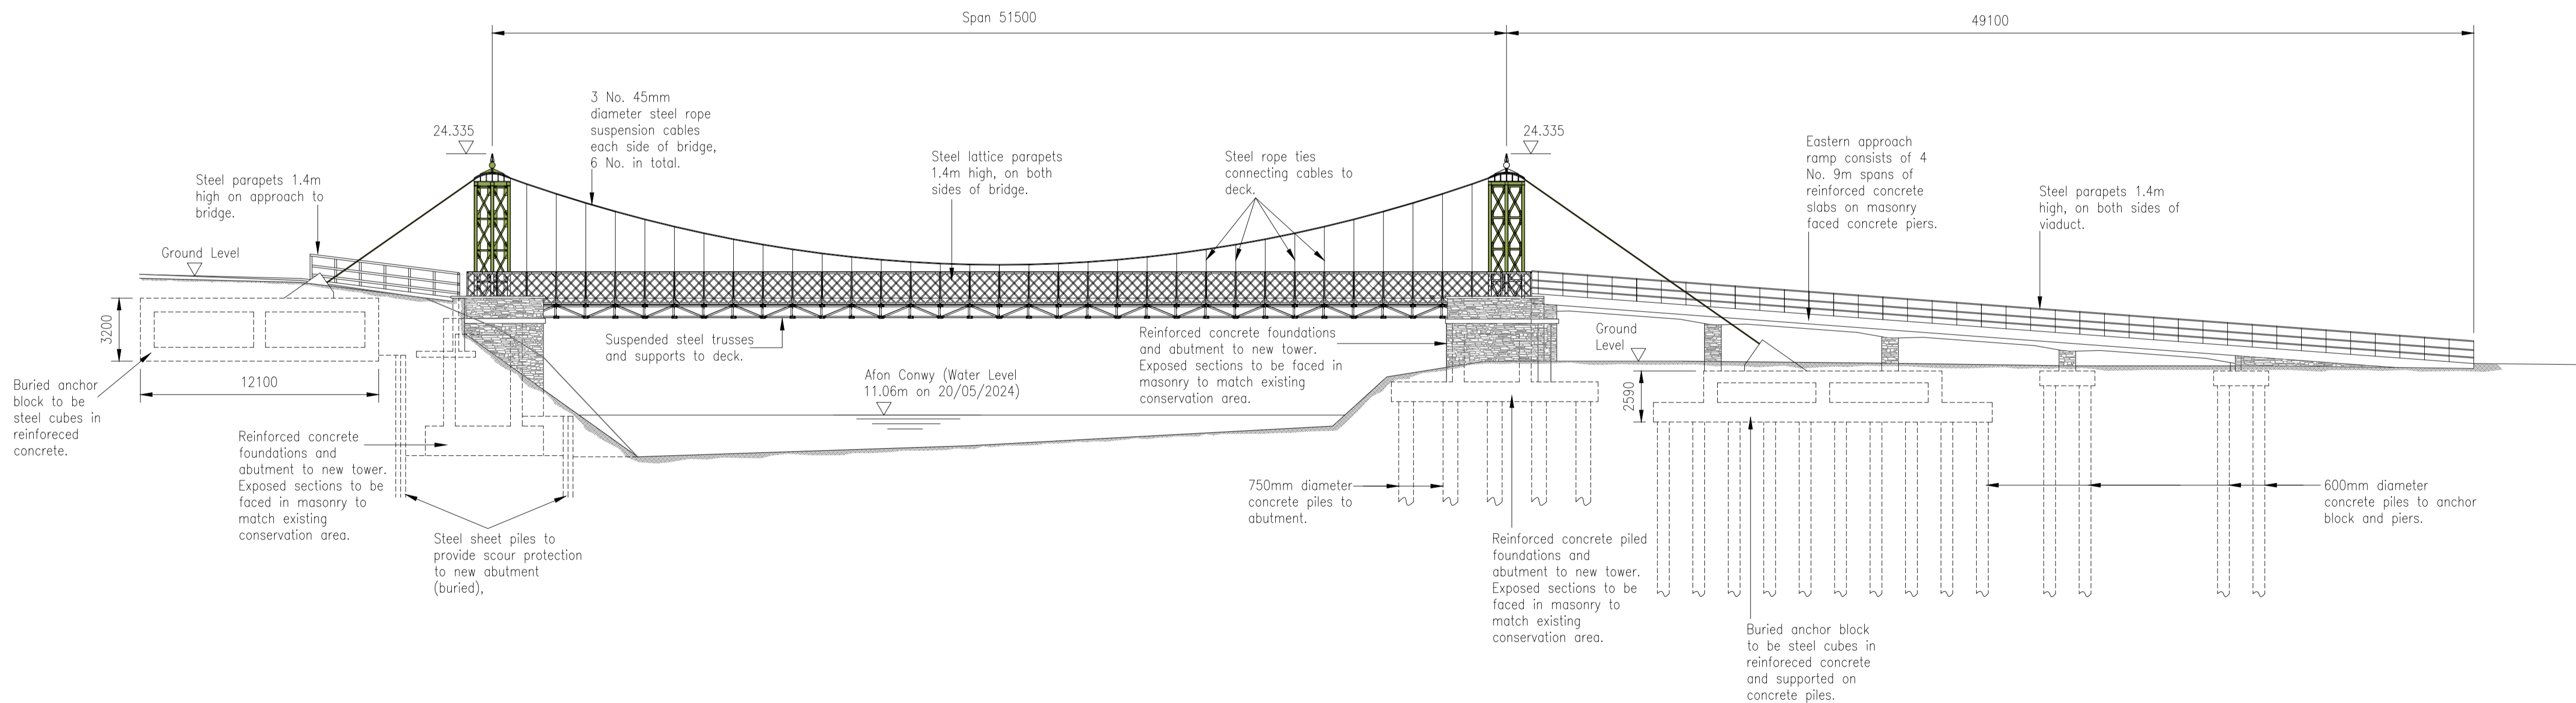 Span 51500
49100
3 No. 45mm
diameter steel rope
suspension cables
each side of bridge,
6 No. in total.
24.335
24.335
Steel parapets 1.4m
high on approach to
bridge.
Steel lattice parapets
1.4m high, on both
sides of bridge.
Steel rope ties
connecting cables to
deck.
Eastern approach
ramp consists of 4
No. 9m spans of
reinforced concrete
slabs on masonry
faced concrete piers.
Steel parapets 1.4m
high, on both sides of
viaduct.
Ground Level
3200
12100
Buried anchor
block to be
steel cubes in
reinforeced
concrete.
Reinforced concrete
foundations and
abutment to new tower.
Exposed sections to be
faced in masonry to
match existing
conservation area.
Steel sheet piles to
provide scour protection
to new abutment
(buried),
Suspended steel trusses
and supports to deck.
Afon Conwy (Water Level
11.06m on 20/05/2024)
Reinforced concrete foundations
and abutment to new tower.
Exposed sections to be faced in
masonry to match existing
conservation area.
Ground
Level
2590
750mm diameter
concrete piles to
abutment.
Reinforced concrete piled
foundations and
abutment to new tower.
Exposed sections to be
faced in masonry to
match existing
conservation area.
Buried anchor block
to be steel cubes in
reinforeced concrete
and supported on
concrete piles.
600mm diameter
concrete piles to anchor
block and piers.